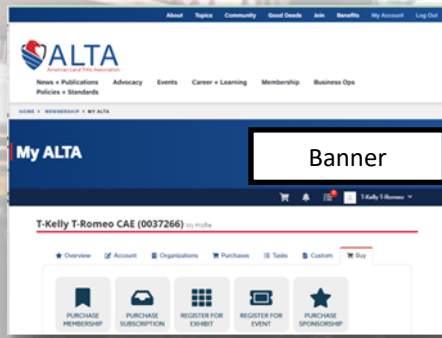 About Topics Community Good Deeds Join Benefits My Account Log Out
ALTA
American Land Title Association
News + Publications Advocacy Events Career + Learning Membership Business Ops
Policies + Standards
HOME > MEMBERSHIP > MY ALTA
My ALTA
Banner
T-Kelly T-Romeo
T-Kelly T-Romeo CAE (0037266) My Profile
Overview Account Organizations Purchases Tasks Custom Buy
PURCHASE MEMBERSHIP
PURCHASE SUBSCRIPTION
REGISTER FOR EXHIBIT
REGISTER FOR EVENT
PURCHASE SPONSORSHIP